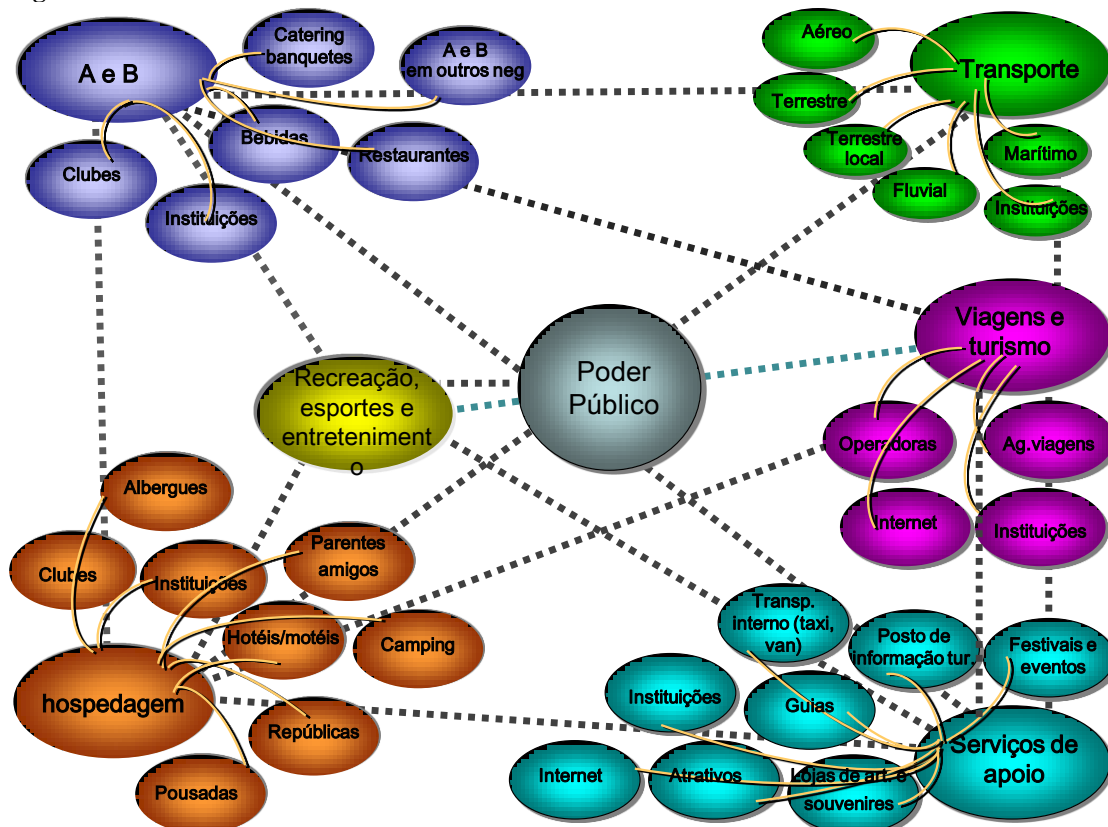 Catering
banquetes
A e B
A e B
em outros neg
Bebidas
Restaurantes
Clubes
Instituições
Aéreo
Transporte
Terrestre
Terrestre
local
Marítimo
Fluvial
Instituições
Viagens e
turismo
Operadoras
Ag.viagens
Internet
Instituições
Poder
Público
Recreação,
esportes e
entreteniment
o
Albergues
Clubes
Instituições
Parentes
amigos
Hotéis/motéis
Camping
hospedagem
Repúblicas
Pousadas
Transp.
interno (taxi,
van)
Posto de
informação tur.
Festivais e
eventos
Instituições
Guias
Serviços de
apoio
Internet
Atrativos
Lojas de art. e
souvenires